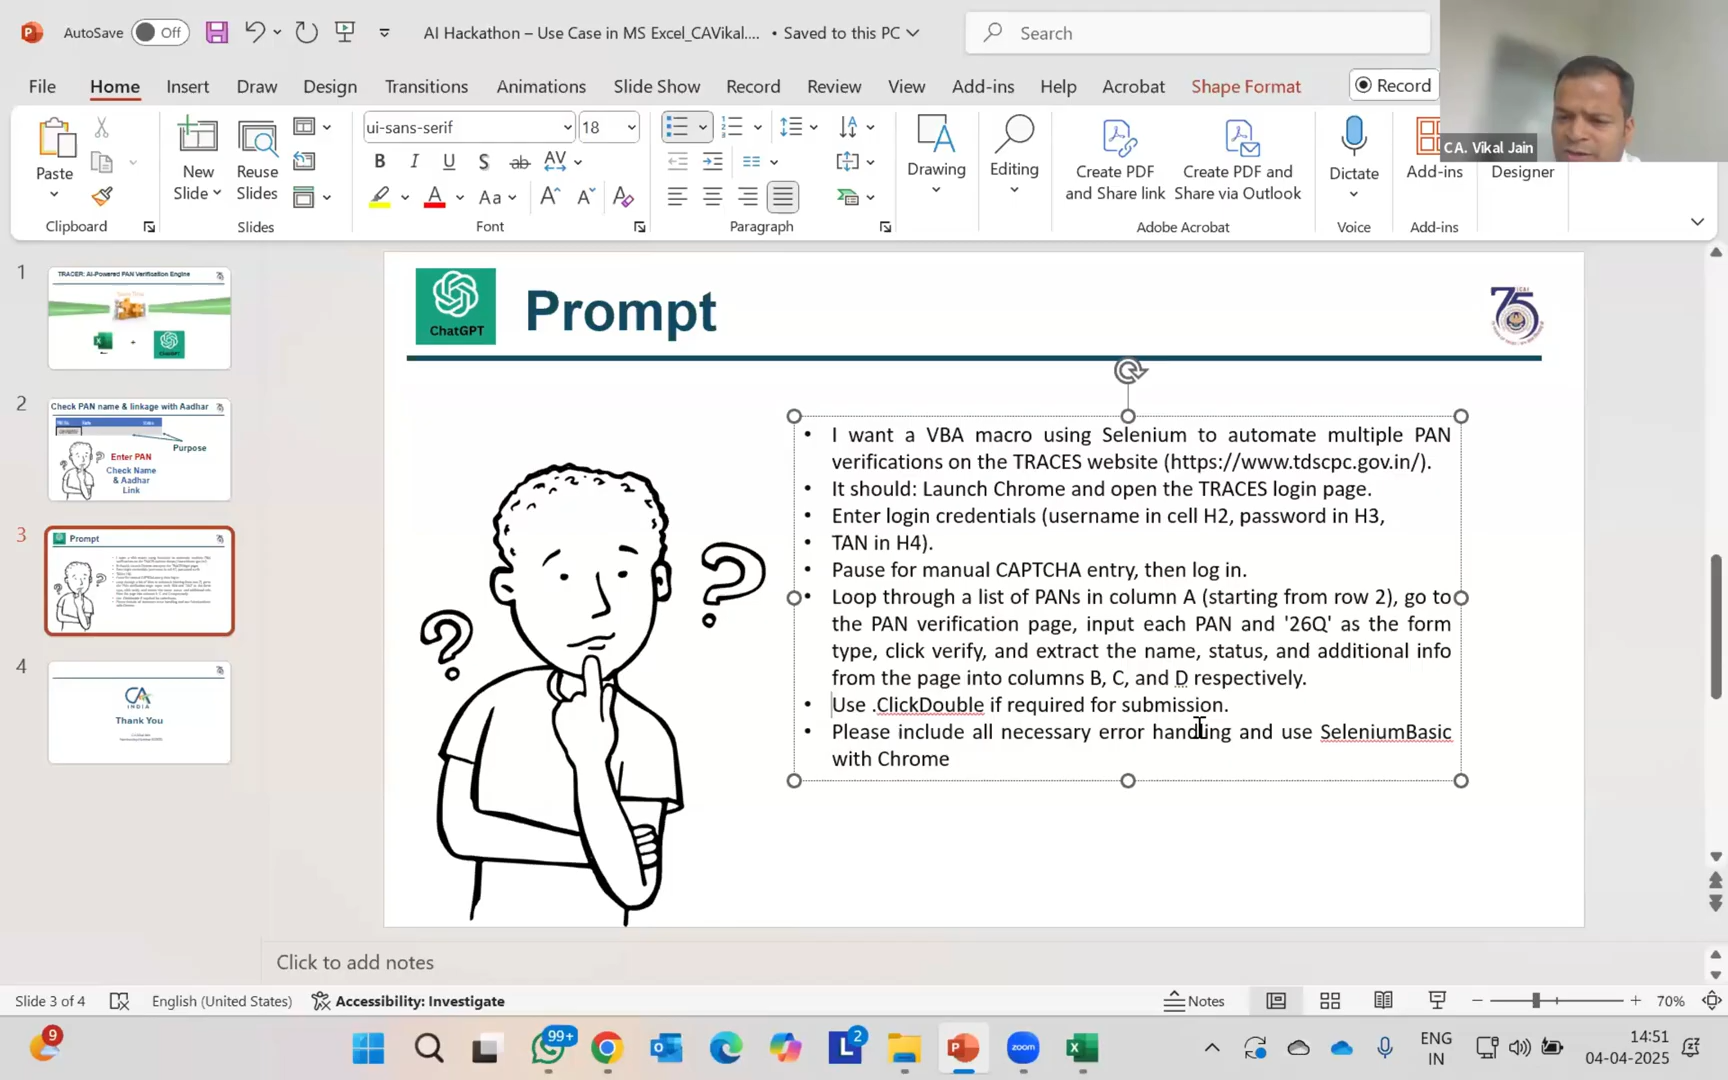 AutoSave
Off
AI Hackathon – Use Case in MS Excel_CAVikal.... • Saved to this PC
Search
File Home Insert Draw Design Transitions Animations Slide Show Record Review View Add-ins Help Acrobat Shape Format Record
CA. Vikal Jain
Paste
New Slide
Reuse Slides
ui-sans-serif 18
Drawing
Editing
Create PDF and Share link
Create PDF and Share via Outlook
Dictate
Add-ins
Designer
Clipboard Slides Font Paragraph Adobe Acrobat Voice Add-ins
1
TRACER: AI-Powered PAN Verification Engine
2
Check PAN name & linkage with Aadhar
Purpose
Enter PAN
Check Name
& Aadhar
Link
3
Prompt
4
CA
INDIA
Thank You
ChatGPT
Prompt
75
• I want a VBA macro using Selenium to automate multiple PAN
verifications on the TRACES website (https://www.tdscpc.gov.in/).
• It should: Launch Chrome and open the TRACES login page.
• Enter login credentials (username in cell H2, password in H3,
• TAN in H4).
• Pause for manual CAPTCHA entry, then log in.
• Loop through a list of PANs in column A (starting from row 2), go to
the PAN verification page, input each PAN and '26Q' as the form
type, click verify, and extract the name, status, and additional info
from the page into columns B, C, and D respectively.
• Use .ClickDouble if required for submission.
• Please include all necessary error handling and use SeleniumBasic
with Chrome
Click to add notes
Slide 3 of 4 English (United States) Accessibility: Investigate Notes 70%
9
99+
2
zoom
ENG
IN
14:51
04-04-2025